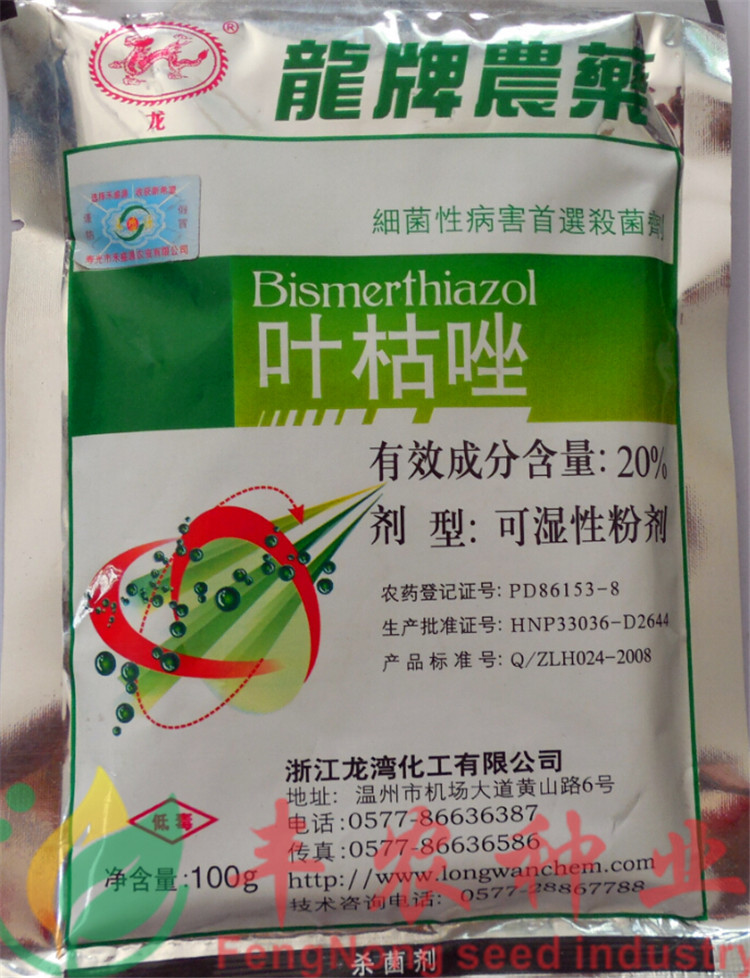 ®
龍牌農藥
龙
细菌性病害首選殺菌劑
Bismerthiazol
叶枯唑
有效成分含量:20%
剂 型:可湿性粉剂
农药登记证号:PD86153-8
生产批准证号:HNP33036-D2644
产品标准号:Q/ZLH024-2008
浙江龙湾化工有限公司
地址: 温州市机场大道黄山路6号
电话:0577-86636387
低毒
传真:0577-86636586
净含量:100g
http://www.longwanchem.com
技术咨询电话: 0577-28867788
丰农种业
FengNong seed industry
杀菌剂